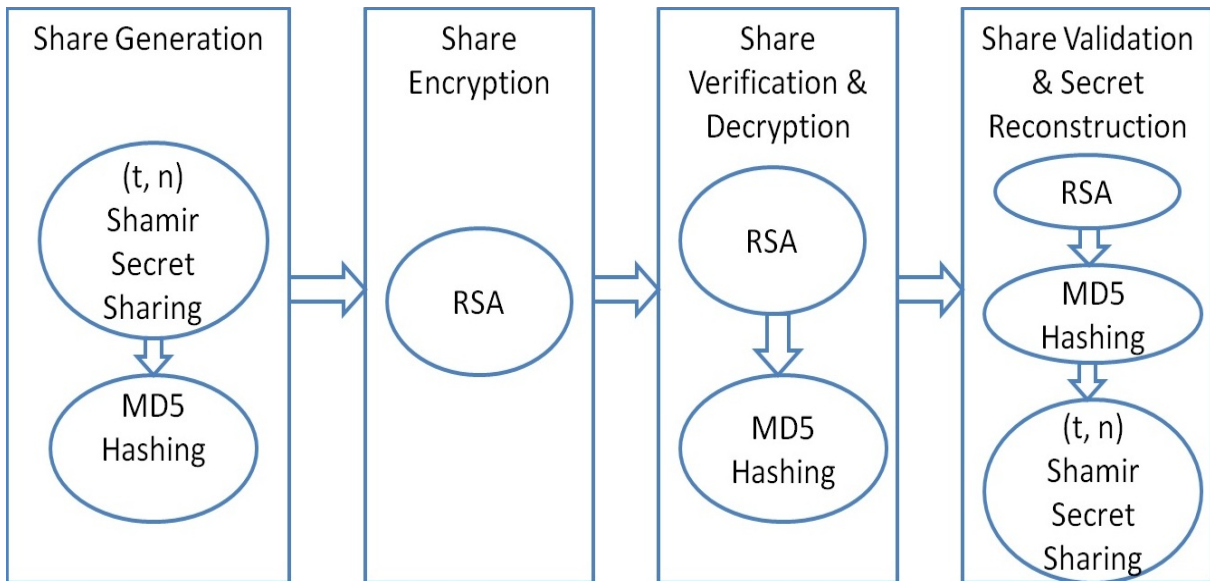 Share Generation
(t, n)
Shamir
Secret
Sharing
MD5
Hashing
Share
Encryption
RSA
Share
Verification &
Decryption
RSA
MD5
Hashing
Share Validation
& Secret
Reconstruction
RSA
MD5
Hashing
(t, n)
Shamir
Secret
Sharing